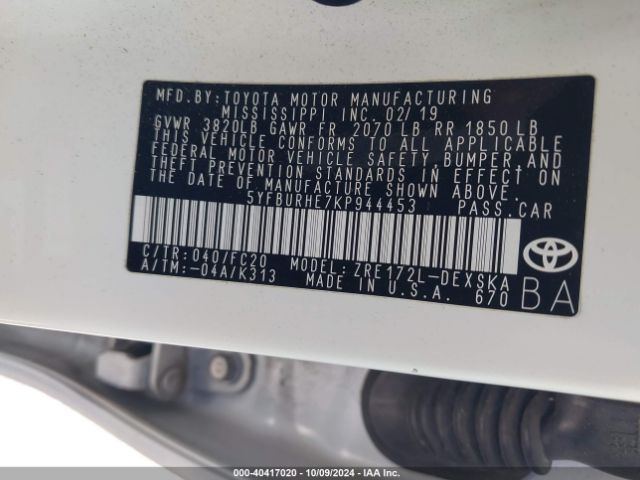 MFD.BY:TOYOTA MOTOR MANUFACTURING
MISSISSIPPI INC. 02/19
GVWR 3820LB GAWR FR 2070LB RR 1850LB
THIS VEHICLE CONFORMS TO ALL APPLICABLE
FEDERAL MOTOR VEHICLE SAFETY, BUMPER, AND
THEFT PREVENTION STANDARDS IN EFFECT ON
THE DATE OF MANUFACTURE SHOWN ABOVE.
5YFBURHE7KP944453 PASS.CAR
C/TR:040/FC20 MODEL:ZRE172L-DEXSKA
A/TM:-04A/K313 MADE IN U.S.A. 670
BA
TOYOTA
000-40417020 - 10/09/2024 - IAA Inc.